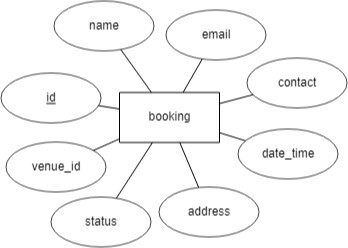 name
email
id
contact
booking
venue_id
date_time
status
address